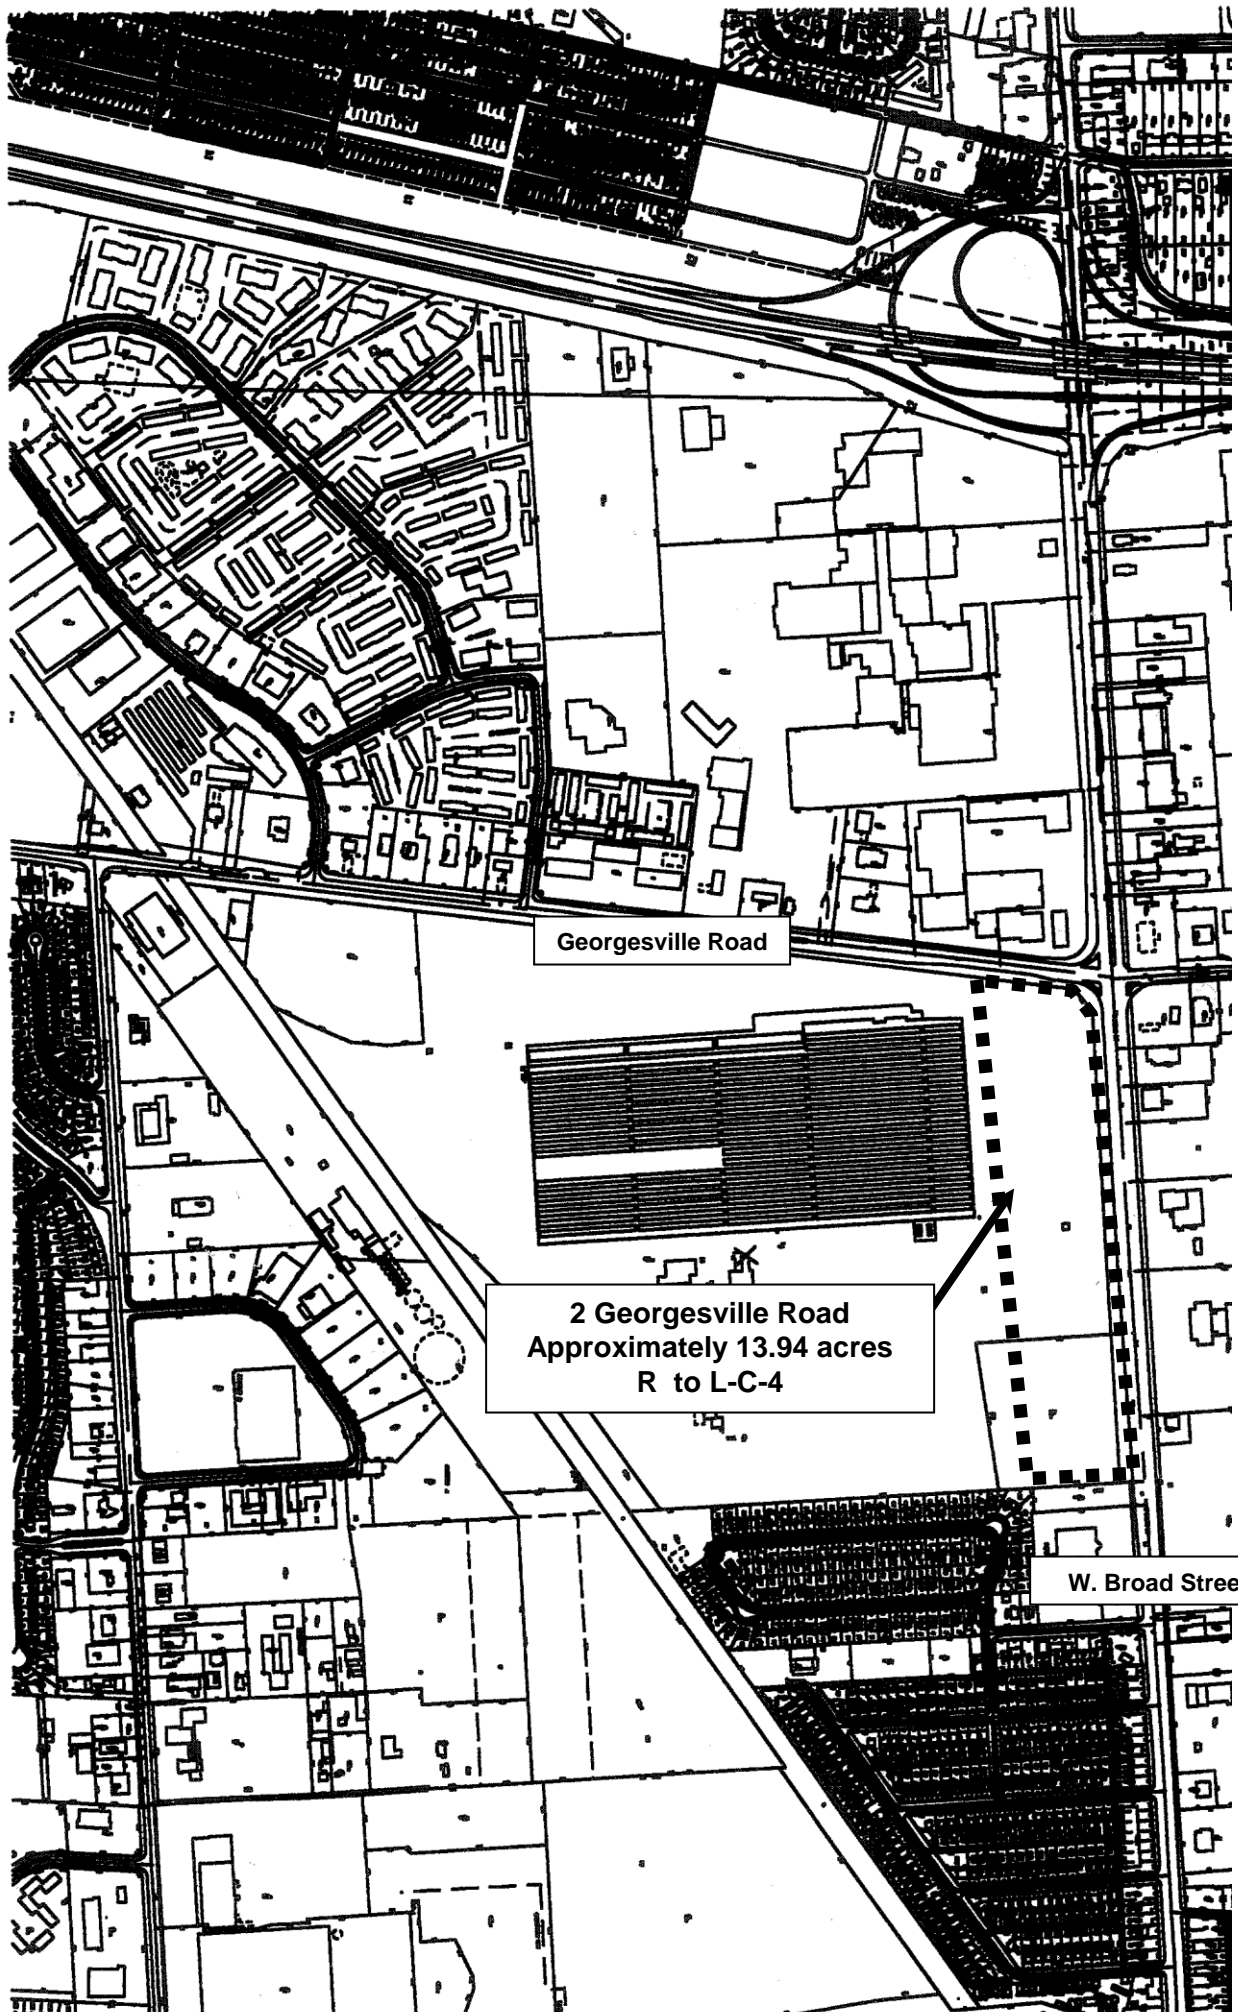 Georgesville Road
2 Georgesville Road
Approximately 13.94 acres
R to L-C-4
W. Broad Stree